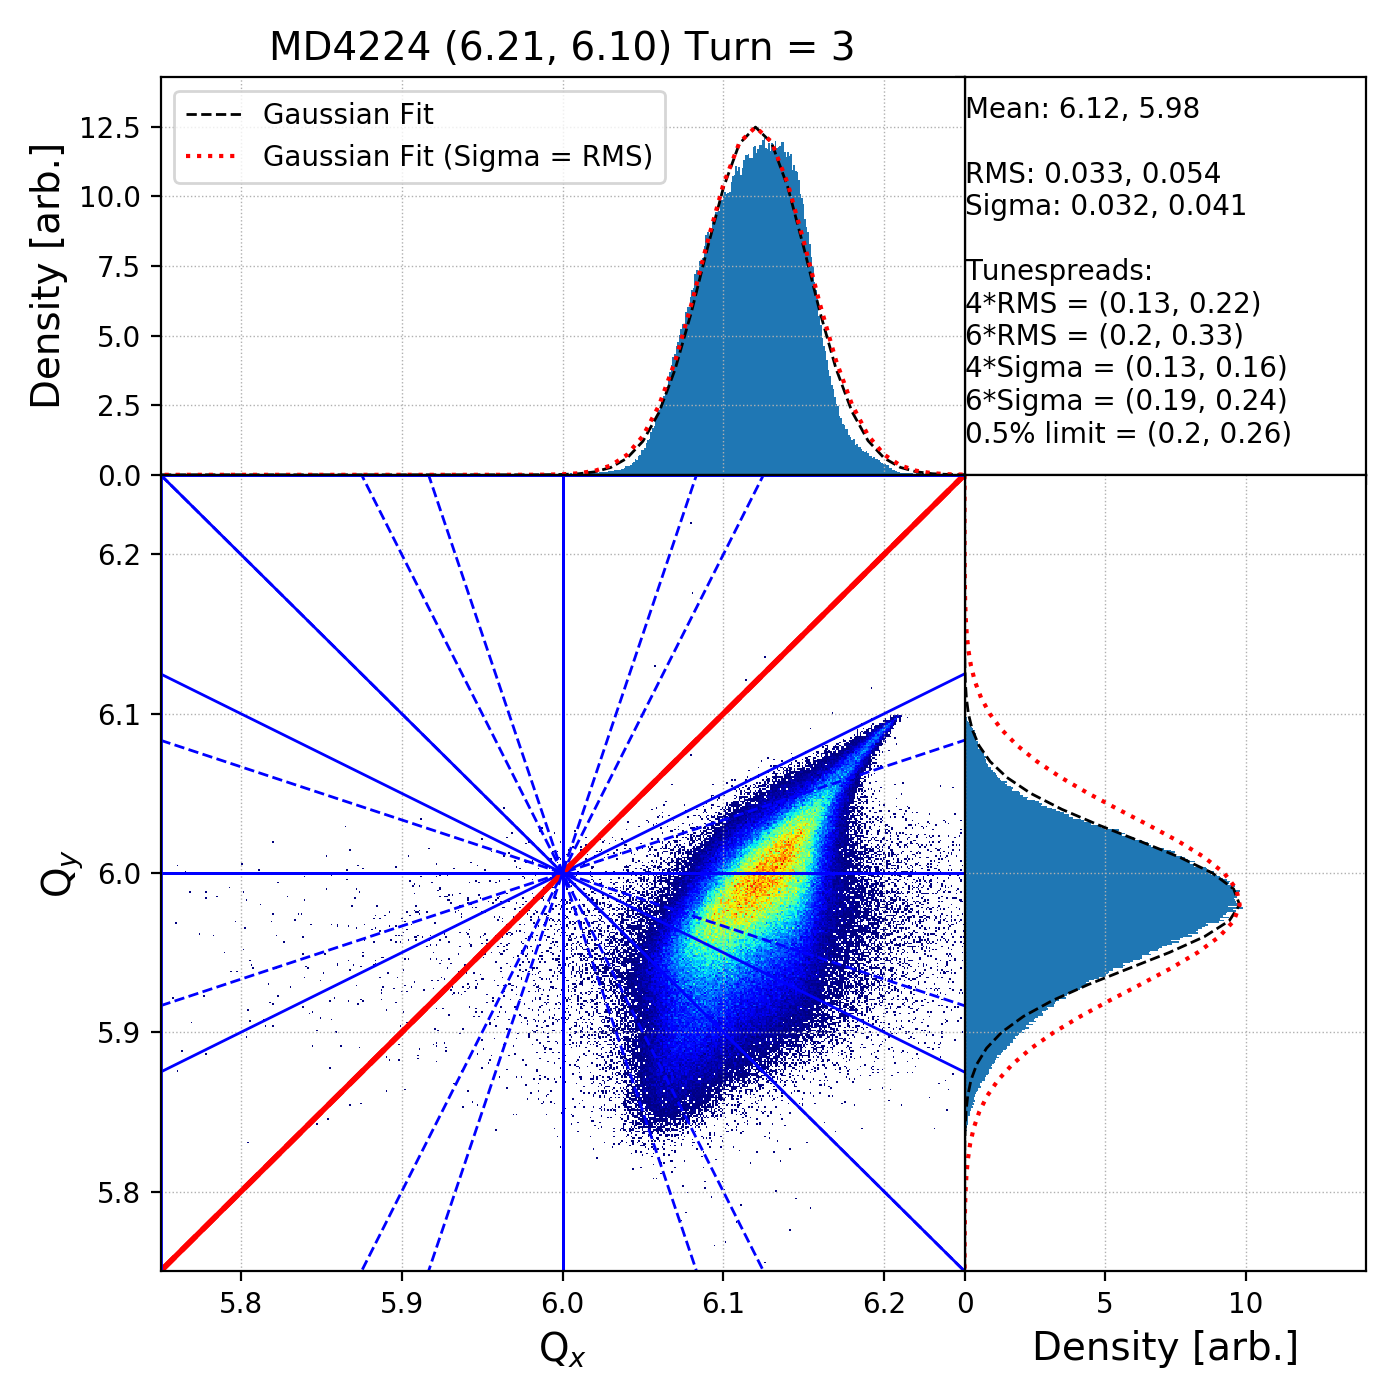 MD4224 (6.21, 6.10) Turn = 3
Gaussian Fit
Gaussian Fit (Sigma = RMS)
Density [arb.]
12.5
10.0
7.5
5.0
2.5
0.0
Mean: 6.12, 5.98
RMS: 0.033, 0.054
Sigma: 0.032, 0.041
Tunespreads:
4*RMS = (0.13, 0.22)
6*RMS = (0.2, 0.33)
4*Sigma = (0.13, 0.16)
6*Sigma = (0.19, 0.24)
0.5% limit = (0.2, 0.26)
Qy
6.2
6.1
6.0
5.9
5.8
5.8 5.9 6.0 6.1 6.2
Qx
0 5 10
Density [arb.]